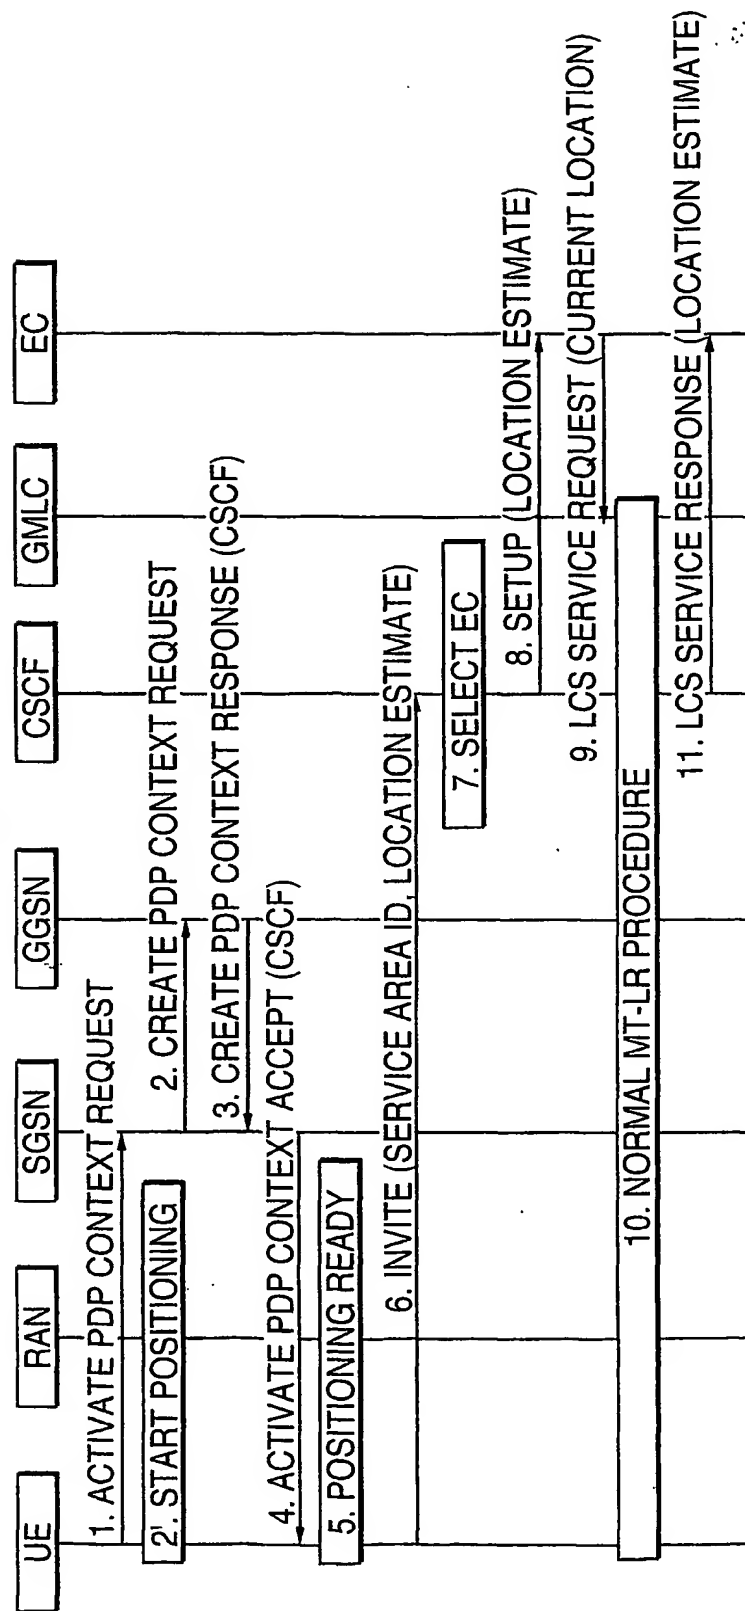 UE
RAN
SGSN
GGSN
CSCF
GMLC
EC
1. ACTIVATE PDP CONTEXT REQUEST
2'. START POSITIONING
2. CREATE PDP CONTEXT REQUEST
3. CREATE PDP CONTEXT RESPONSE (CSCF)
4. ACTIVATE PDP CONTEXT ACCEPT (CSCF)
5. POSITIONING READY
6. INVITE (SERVICE AREA ID, LOCATION ESTIMATE)
7. SELECT EC
8. SETUP (LOCATION ESTIMATE)
9. LCS SERVICE REQUEST (CURRENT LOCATION)
10. NORMAL MT-LR PROCEDURE
11. LCS SERVICE RESPONSE (LOCATION ESTIMATE)